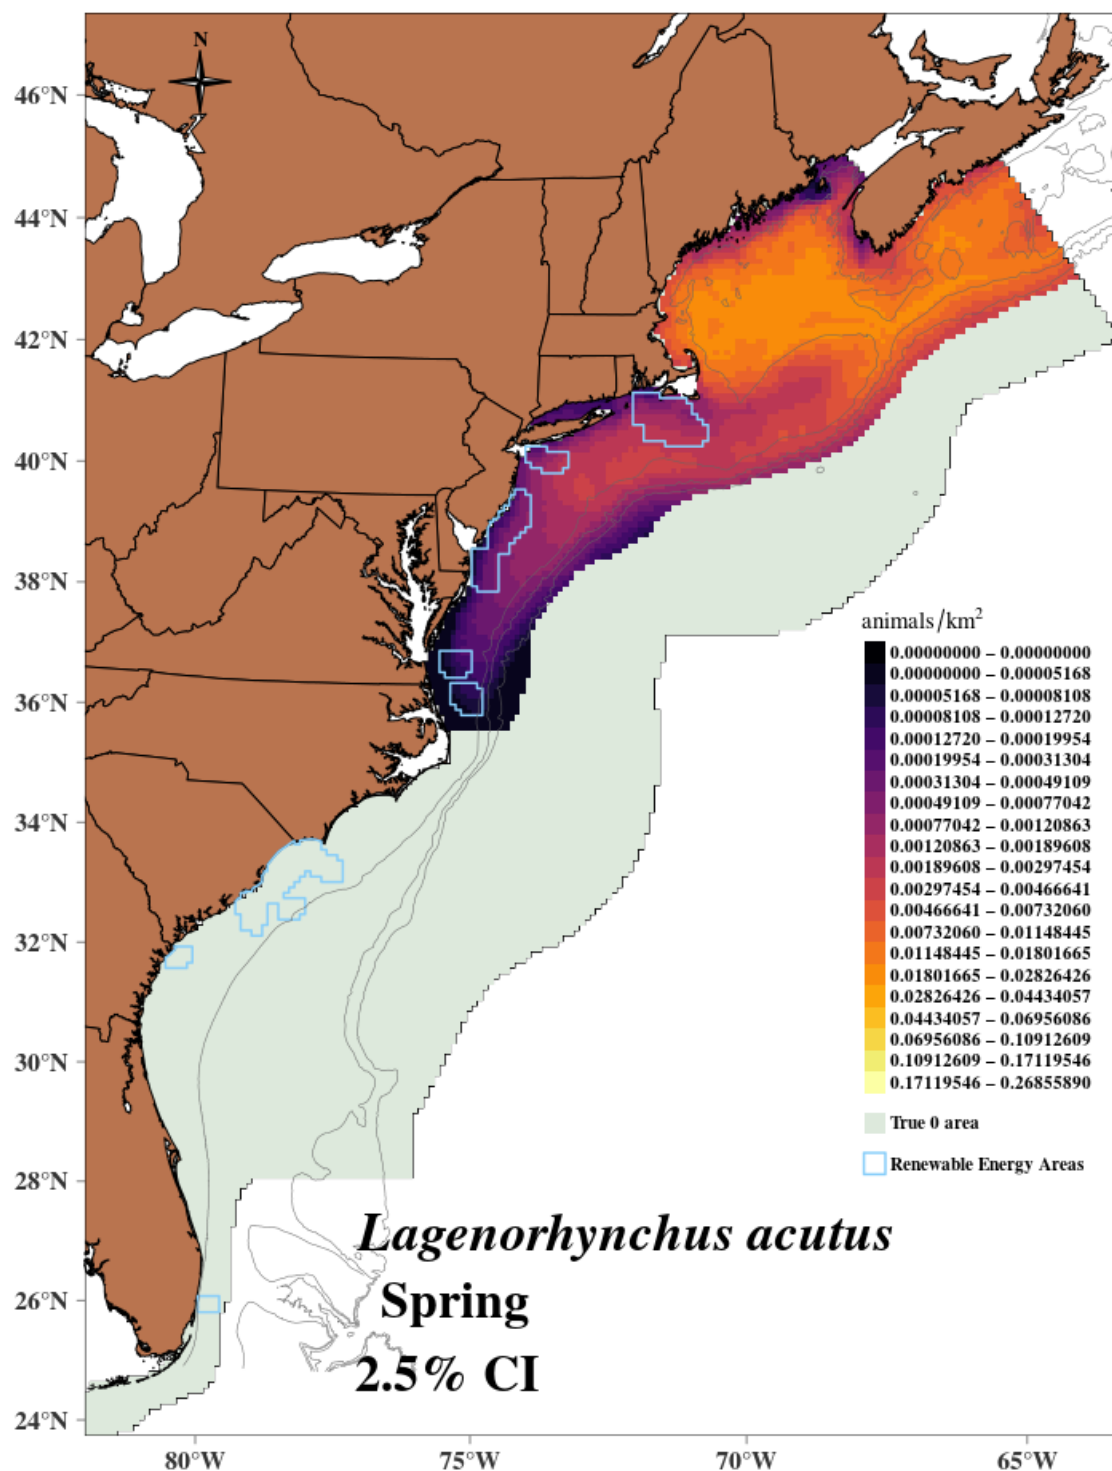 N
46°N
44°N
42°N
40°N
38°N
36°N
34°N
32°N
30°N
28°N
26°N
24°N
80°W
75°W
70°W
65°W
animals/km²
0.00000000 – 0.00000000
0.00000000 – 0.00005168
0.00005168 – 0.00008108
0.00008108 – 0.00012720
0.00012720 – 0.00019954
0.00019954 – 0.00031304
0.00031304 – 0.00049109
0.00049109 – 0.00077042
0.00077042 – 0.00120863
0.00120863 – 0.00189608
0.00189608 – 0.00297454
0.00297454 – 0.00466641
0.00466641 – 0.00732060
0.00732060 – 0.01148445
0.01148445 – 0.01801665
0.01801665 – 0.02826426
0.02826426 – 0.04434057
0.04434057 – 0.06956086
0.06956086 – 0.10912609
0.10912609 – 0.17119546
0.17119546 – 0.26855890
True 0 area
Renewable Energy Areas
Lagenorhynchus acutus
Spring
2.5% CI